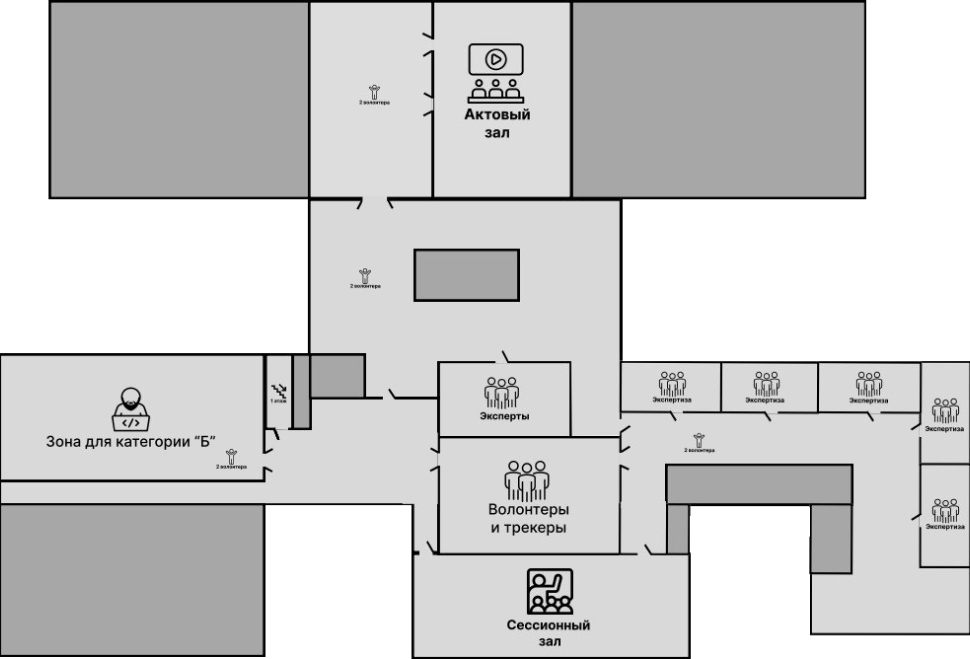 2 волонтера
Актовый
зал
2 волонтера
1 этаж
Эксперты
Экспертиза
Экспертиза
Экспертиза
Экспертиза
Зона для категории “Б”
2 волонтера
2 волонтера
Волонтеры
и трекеры
Экспертиза
Сессионный
зал